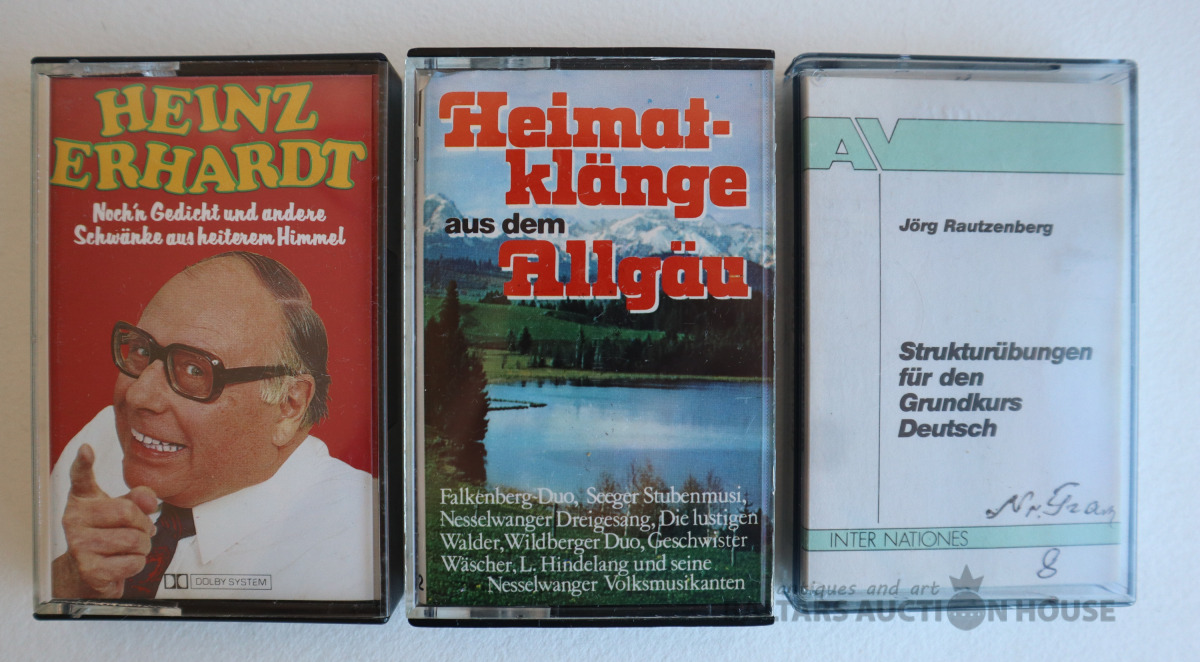 HEINZ
ERHARDT
Noch'n Gedicht und andere
Schwänke aus heiterem Himmel
DOLBY SYSTEM
Heimat-
klänge
aus dem
Allgäu
Falkenberg-Duo, Seeger Stubenmusi,
Nesselwanger Dreigesang, Die lustigen
Walder, Wildberger Duo, Geschwister
Wäscher, L. Hindelang und seine
Nesselwanger Volksmusikanten
AV
Jörg Rautzenberg
Strukturübungen
für den
Grundkurs
Deutsch
INTER NATIONES
8
and art
AUCTION HOUSE